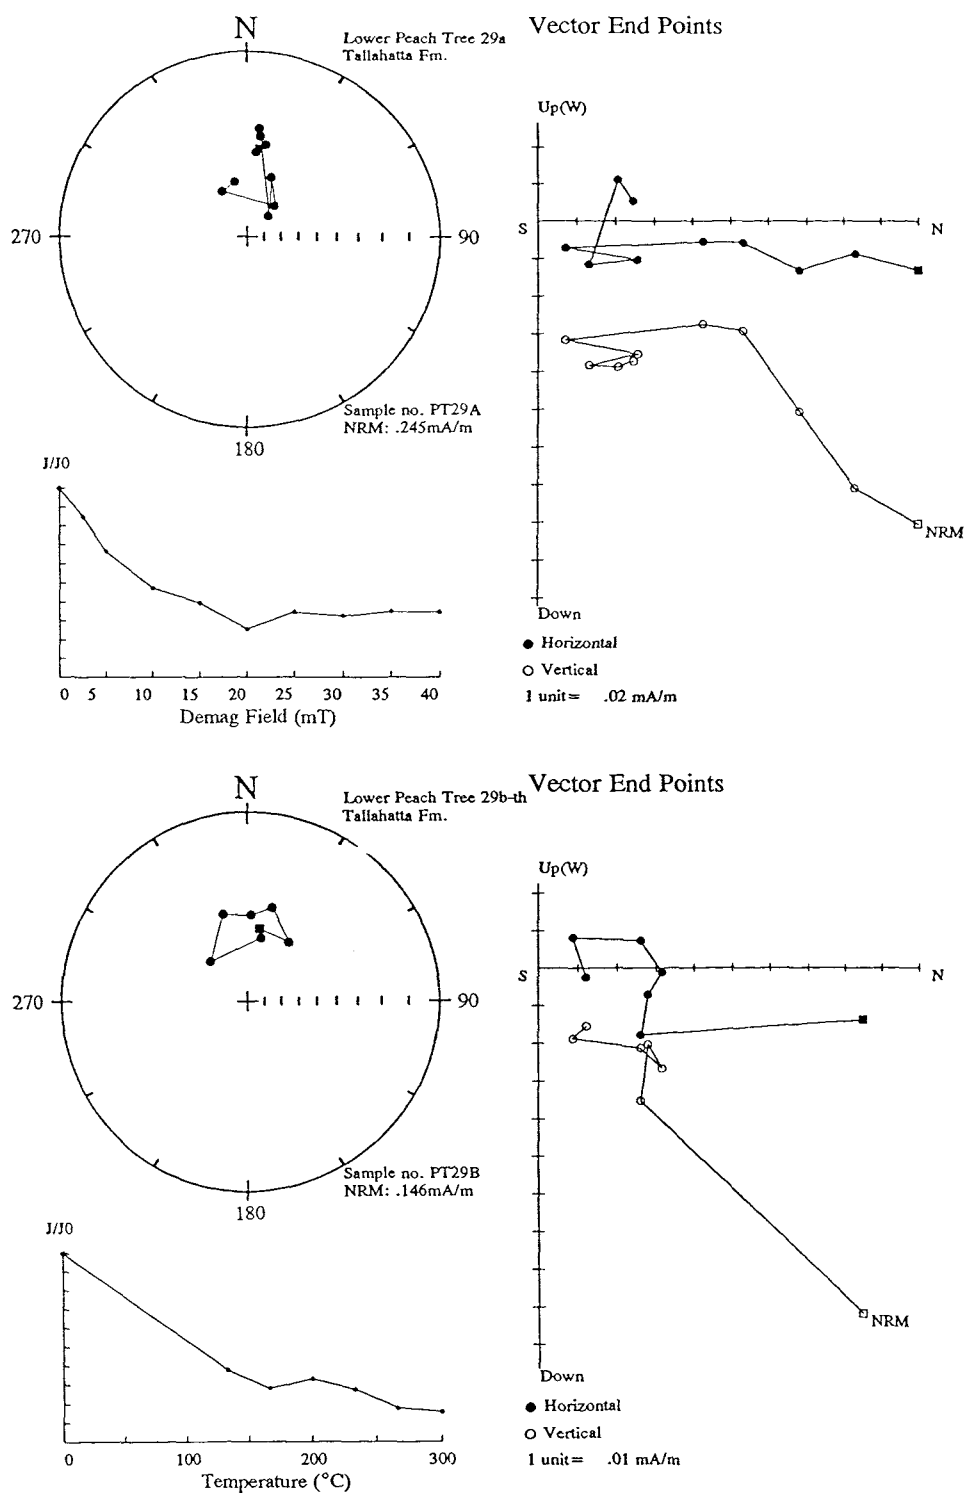 N
Lower Peach Tree 29a
Tallahatta Fm.
Vector End Points
270
90
180
Sample no. PT29A
NRM: .245mA/m
Up(W)
S
N
NRM
Down
Horizontal
Vertical
1 unit= .02 mA/m
J/J0
0 5 10 15 20 25 30 35 40
Demag Field (mT)
N
Lower Peach Tree 29b-th
Tallahatta Fm.
Vector End Points
270
90
180
Sample no. PT29B
NRM: .146mA/m
Up(W)
S
N
NRM
Down
Horizontal
Vertical
1 unit= .01 mA/m
J/J0
0 100 200 300
Temperature (°C)